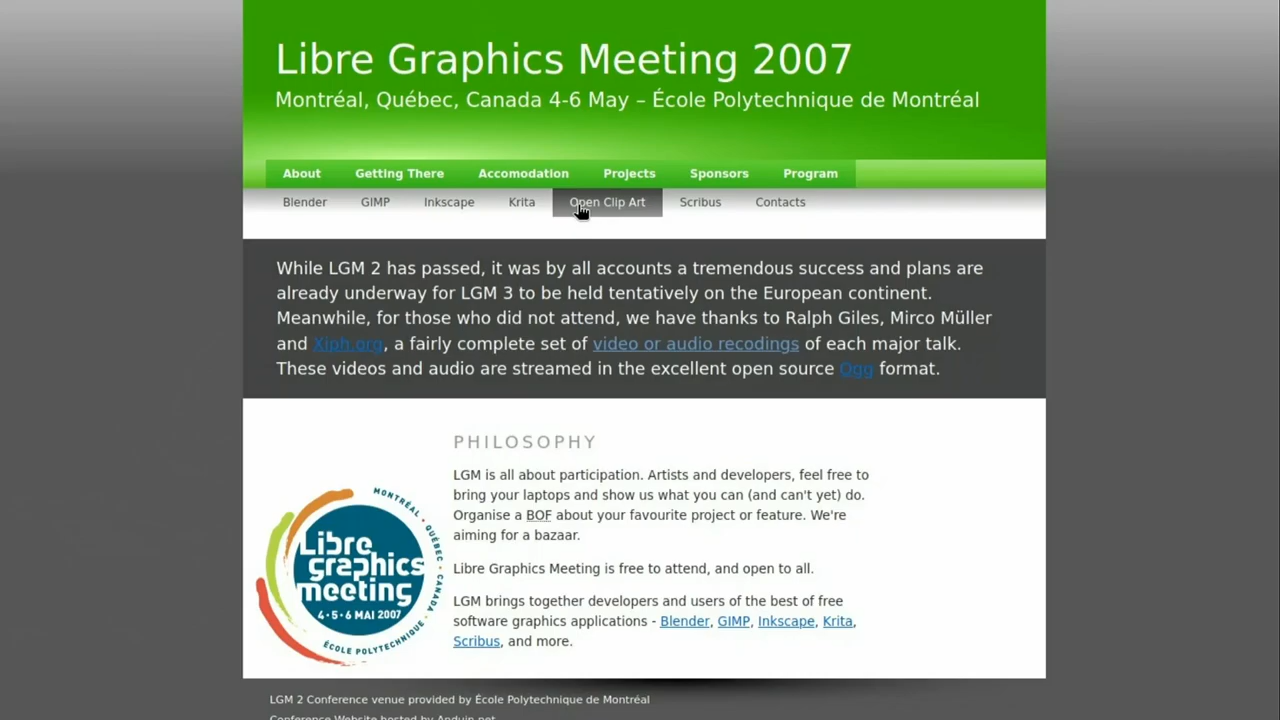 Libre Graphics Meeting 2007
Montréal, Québec, Canada 4-6 May – École Polytechnique de Montréal
About Getting There Accomodation Projects Sponsors Program
Blender GIMP Inkscape Krita Open Clip Art Scribus Contacts
While LGM 2 has passed, it was by all accounts a tremendous success and plans are
already underway for LGM 3 to be held tentatively on the European continent.
Meanwhile, for those who did not attend, we have thanks to Ralph Giles, Mirco Müller
and Xiph.org, a fairly complete set of video or audio recodings of each major talk.
These videos and audio are streamed in the excellent open source Ogg format.
PHILOSOPHY
LGM is all about participation. Artists and developers, feel free to
bring your laptops and show us what you can (and can't yet) do.
Organise a BOF about your favourite project or feature. We're
aiming for a bazaar.
Libre Graphics Meeting is free to attend, and open to all.
LGM brings together developers and users of the best of free
software graphics applications - Blender, GIMP, Inkscape, Krita,
Scribus, and more.
MONTRÉAL • QUÉBEC • CANADA
Libre
graphics
meeting
4·5·6 MAI 2007
ÉCOLE POLYTECHNIQUE
LGM 2 Conference venue provided by École Polytechnique de Montréal
Conference Website hosted by Anduin.net